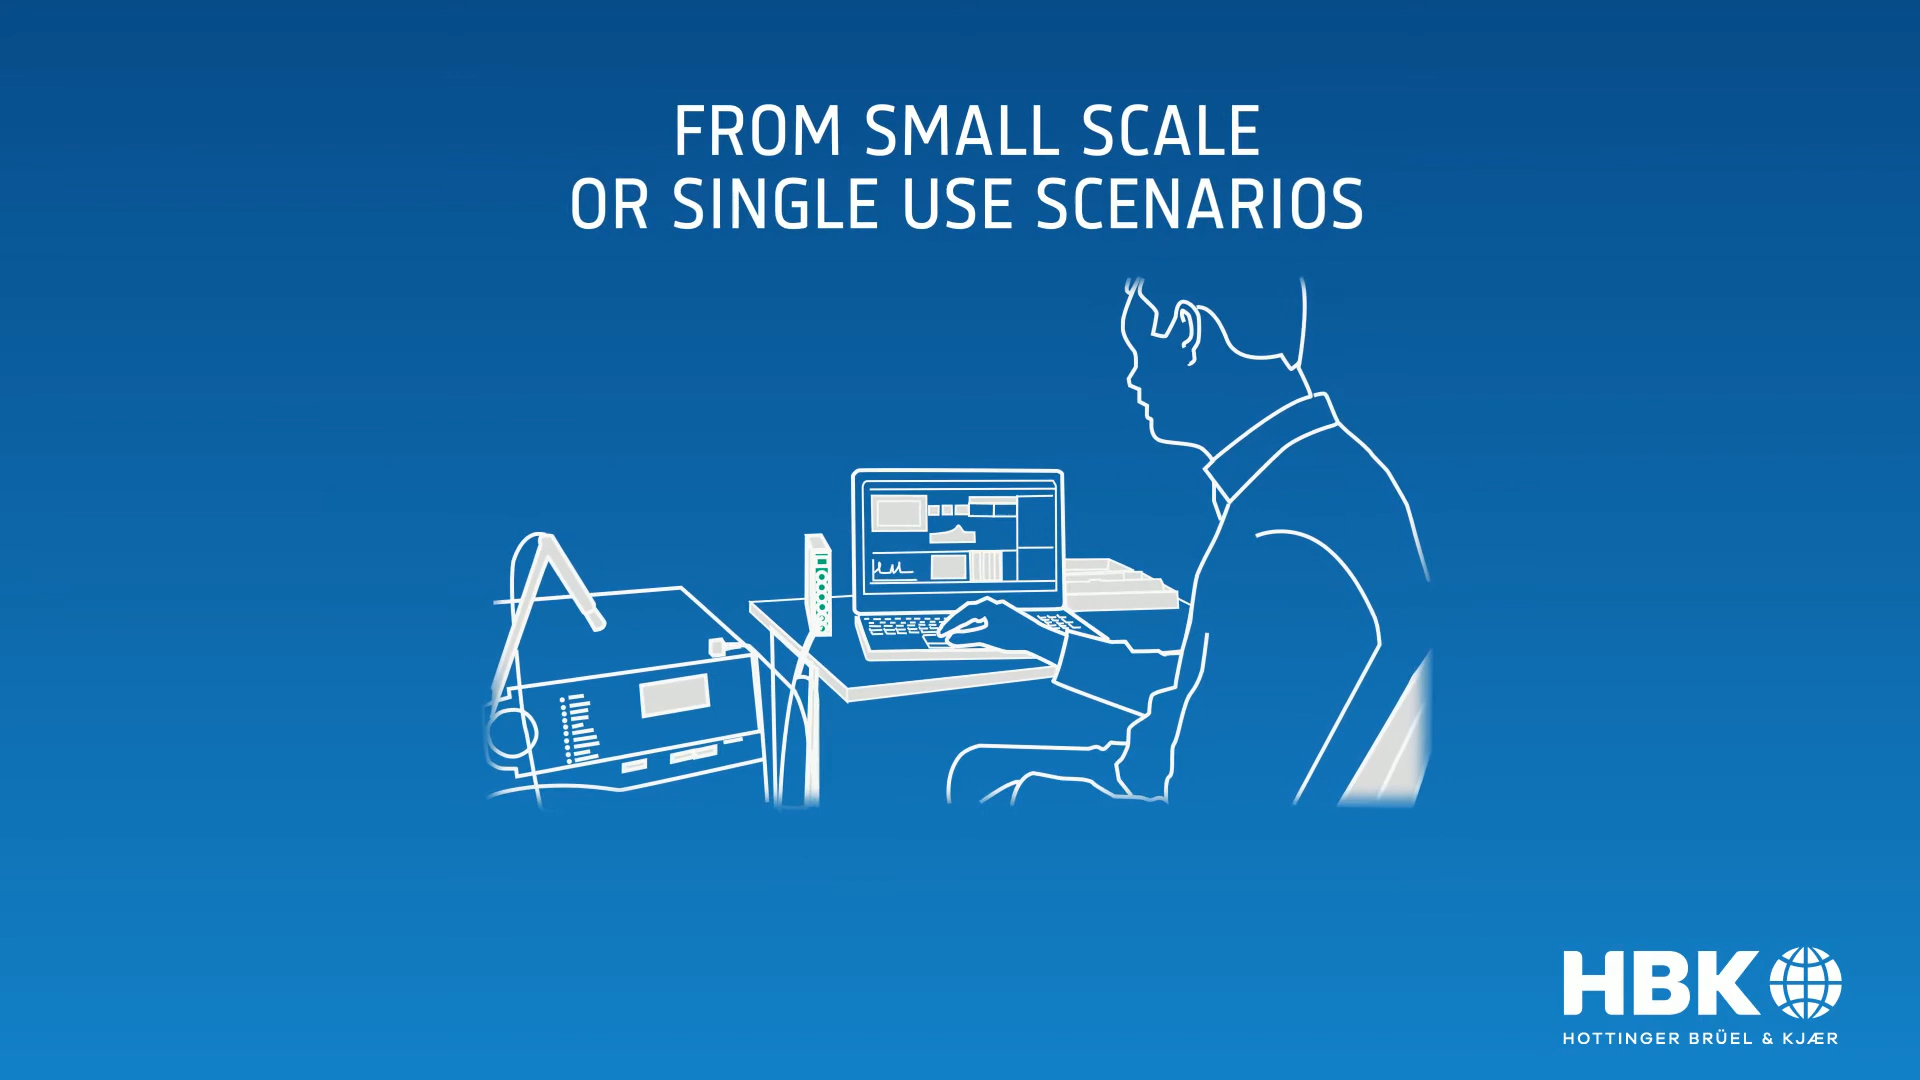 FROM SMALL SCALE
OR SINGLE USE SCENARIOS
HBK
HOTTINGER BRÜEL & KJÆR